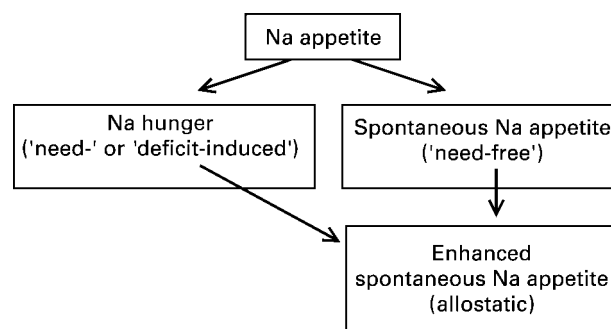 Na appetite
Na hunger
('need-' or 'deficit-induced')
Spontaneous Na appetite
('need-free')
Enhanced
spontaneous Na appetite
(allostatic)